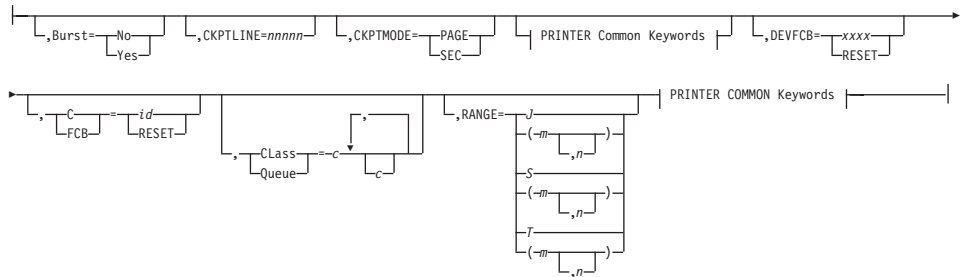 ,Burst= No ,CKPTLINE=nnnnn ,CKPTMODE= PAGE PRINTER Common Keywords ,DEVFCB= xxxx
Yes SEC RESET
, C = id , ,RANGE= J PRINTER COMMON Keywords
FCB RESET (m )
, CLass =c ,n
Queue c S
(m )
,n
T
(m )
,n